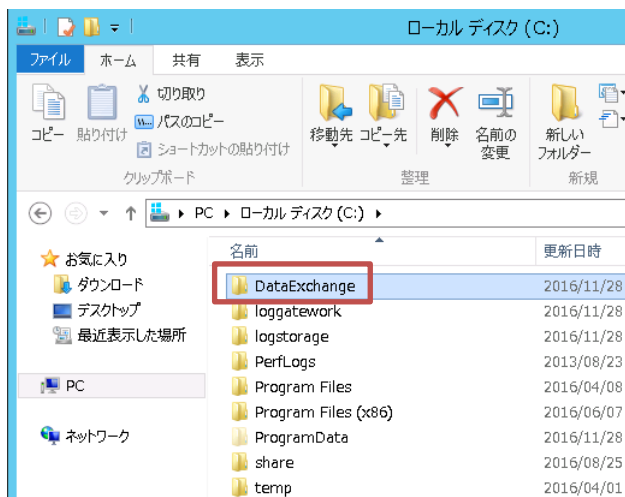 ローカル ディスク (C:)
ファイル ホーム 共有 表示
コピー 貼り付け 切り取り パスのコピー ショートカットの貼り付け
移動先 コピー先 削除 名前の変更 新しいフォルダー
クリップボード 整理 新規
PC ローカル ディスク (C:)
名前 更新日時
お気に入り
ダウンロード
デスクトップ
最近表示した場所
PC
ネットワーク
DataExchange 2016/11/28
loggatework 2016/11/28
logstorage 2016/11/28
PerfLogs 2013/08/23
Program Files 2016/04/08
Program Files (x86) 2016/06/07
ProgramData 2016/11/28
share 2016/08/25
temp 2016/04/01